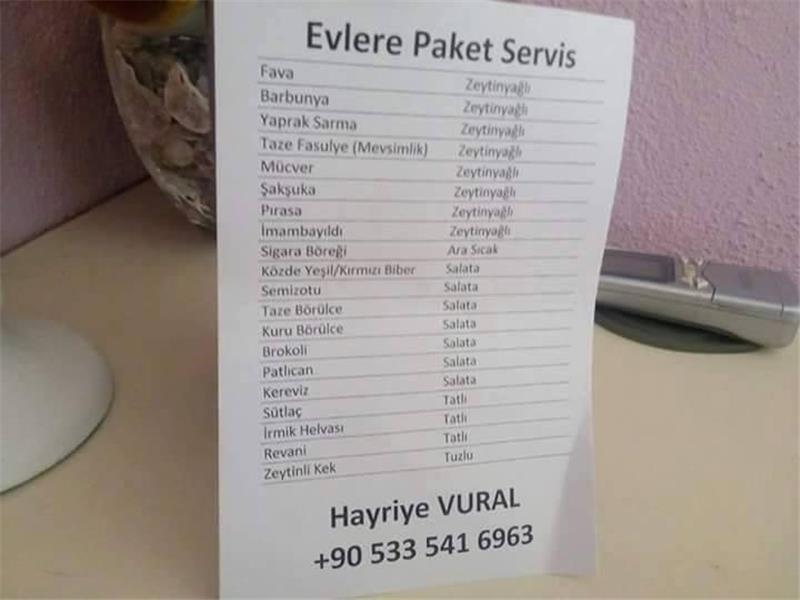 Evlere Paket Servis
Fava Zeytinyağlı
Barbunya Zeytinyağlı
Yaprak Sarma Zeytinyağlı
Taze Fasulye (Mevsimlik) Zeytinyağlı
Mücver Zeytinyağlı
Şakşuka Zeytinyağlı
Pırasa Zeytinyağlı
İmambayıldı Zeytinyağlı
Sigara Böreği Ara Sıcak
Közde Yeşil/Kırmızı Biber Salata
Semizotu Salata
Taze Börülce Salata
Kuru Börülce Salata
Brokoli Salata
Patlıcan Salata
Kereviz Salata
Sütlaç Tatlı
İrmik Helvası Tatlı
Revani Tatlı
Zeytinli Kek Tuzlu
Hayriye VURAL
+90 533 541 6963